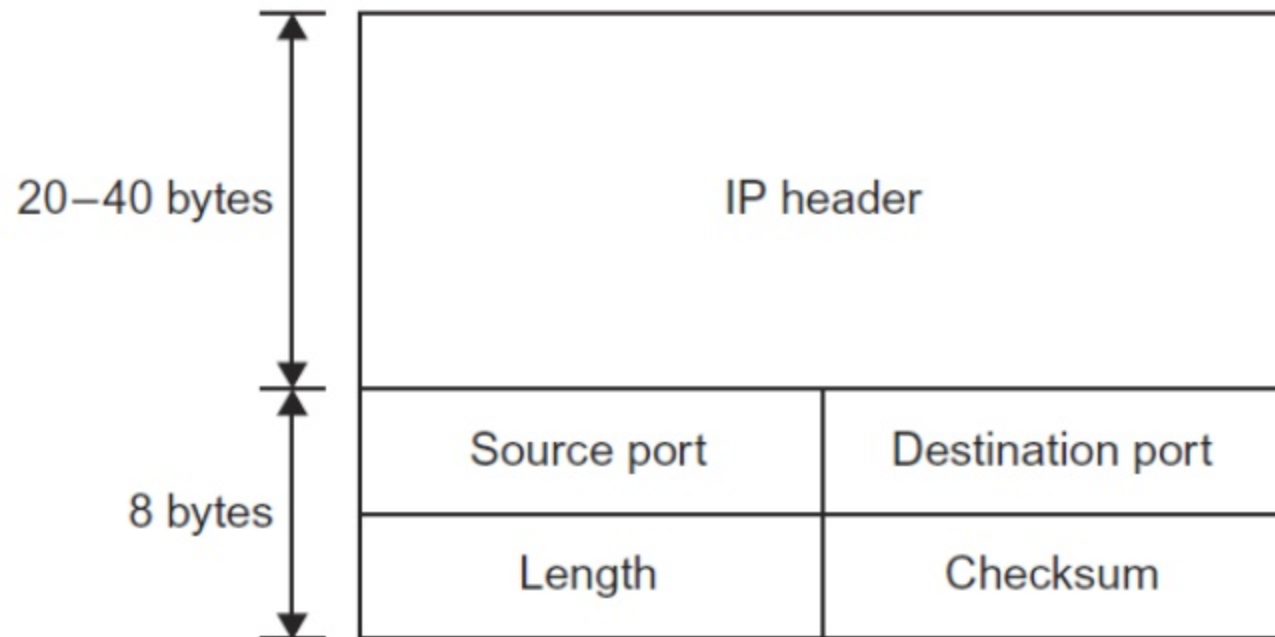 20–40 bytes
IP header
Source port
Destination port
8 bytes
Length
Checksum